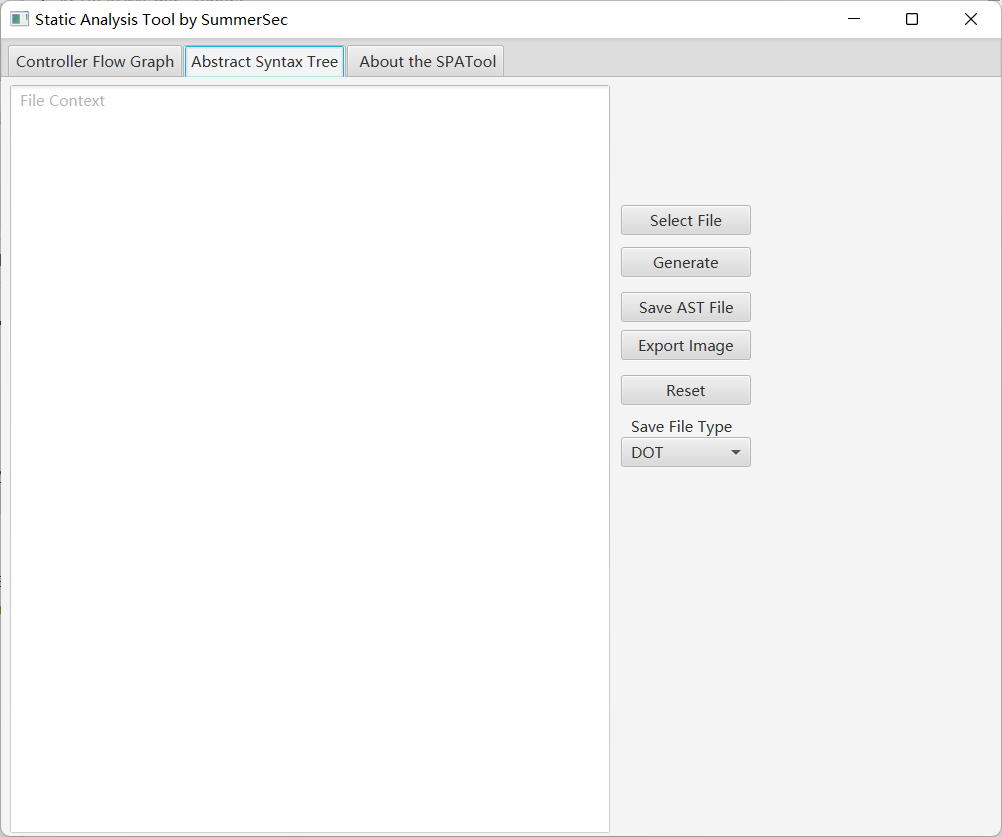 Static Analysis Tool by SummerSec
Controller Flow Graph
Abstract Syntax Tree
About the SPATool
File Context
Select File
Generate
Save AST File
Export Image
Reset
Save File Type
DOT